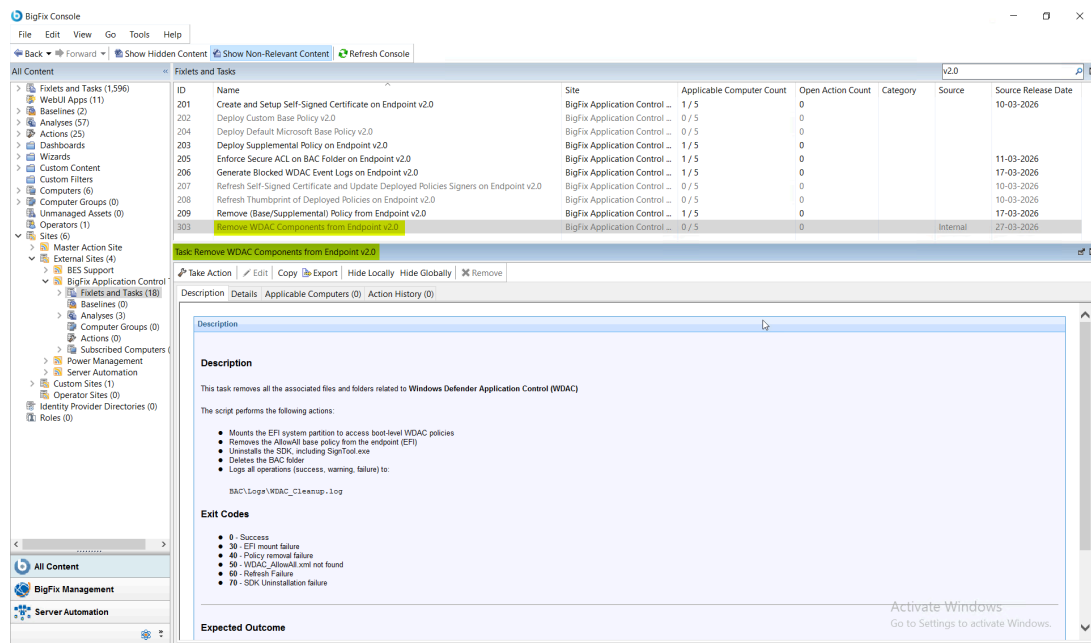 BigFix Console
File Edit View Go Tools Help
Back Forward Show Hidden Content Show Non-Relevant Content Refresh Console
All Content «
Fixlets and Tasks (1,596)
WebUI Apps (11)
Baselines (2)
Analyses (57)
Actions (25)
Dashboards
Wizards
Custom Content
Custom Filters
Computers (6)
Computer Groups (0)
Unmanaged Assets (0)
Operators (1)
Sites (6)
Master Action Site
External Sites (4)
BES Support
BigFix Application Control
Fixlets and Tasks (18)
Baselines (0)
Analyses (3)
Computer Groups (0)
Actions (0)
Subscribed Computers (
Power Management
Server Automation
Custom Sites (1)
Operator Sites (0)
Identity Provider Directories (0)
Roles (0)
All Content
BigFix Management
Server Automation
Fixlets and Tasks v2.0
ID Name Site Applicable Computer Count Open Action Count Category Source Source Release Date
201 Create and Setup Self-Signed Certificate on Endpoint v2.0 BigFix Application Control ... 1 / 5 0 10-03-2026
202 Deploy Custom Base Policy v2.0 BigFix Application Control ... 0 / 5 0
204 Deploy Default Microsoft Base Policy v2.0 BigFix Application Control ... 0 / 5 0
203 Deploy Supplemental Policy on Endpoint v2.0 BigFix Application Control ... 1 / 5 0
205 Enforce Secure ACL on BAC Folder on Endpoint v2.0 BigFix Application Control ... 1 / 5 0 11-03-2026
206 Generate Blocked WDAC Event Logs on Endpoint v2.0 BigFix Application Control ... 1 / 5 0 17-03-2026
207 Refresh Self-Signed Certificate and Update Deployed Policies Signers on Endpoint v2.0 BigFix Application Control ... 0 / 5 0 10-03-2026
208 Refresh Thumbprint of Deployed Policies on Endpoint v2.0 BigFix Application Control ... 0 / 5 0 10-03-2026
209 Remove (Base/Supplemental) Policy from Endpoint v2.0 BigFix Application Control ... 1 / 5 0 17-03-2026
303 Remove WDAC Components from Endpoint v2.0 BigFix Application Control ... 0 / 5 0 Internal 27-03-2026
Task: Remove WDAC Components from Endpoint v2.0
Take Action Edit Copy Export Hide Locally Hide Globally Remove
Description Details Applicable Computers (0) Action History (0)
Description
Description
This task removes all the associated files and folders related to Windows Defender Application Control (WDAC)
The script performs the following actions:
● Mounts the EFI system partition to access boot-level WDAC policies
● Removes the AllowAll base policy from the endpoint (EFI)
● Uninstalls the SDK, including SignTool.exe
● Deletes the BAC folder
● Logs all operations (success, warning, failure) to:
BAC\Logs\WDAC_Cleanup.log
Exit Codes
● 0 - Success
● 30 - EFI mount failure
● 40 - Policy removal failure
● 50 - WDAC_AllowAll.xml not found
● 60 - Refresh Failure
● 70 - SDK Uninstallation failure
Expected Outcome
Activate Windows
Go to Settings to activate Windows.